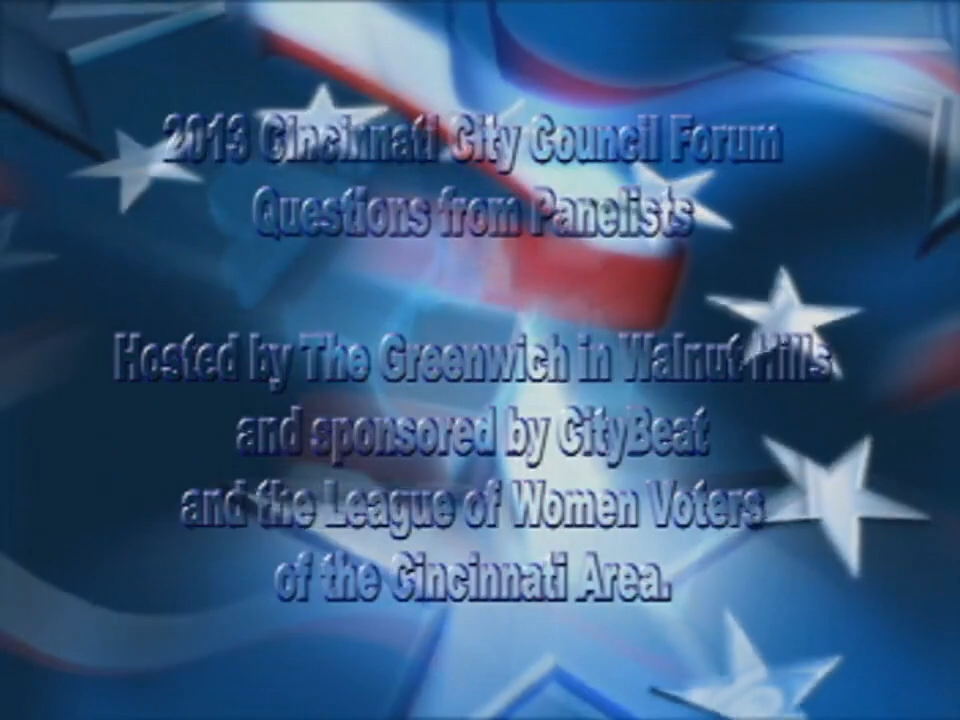 2013 Cincinnati City Council Forum
Questions from Panelists
Hosted by The Greenwich in Walnut Hills
and sponsored by CityBeat
and the League of Women Voters
of the Cincinnati Area.